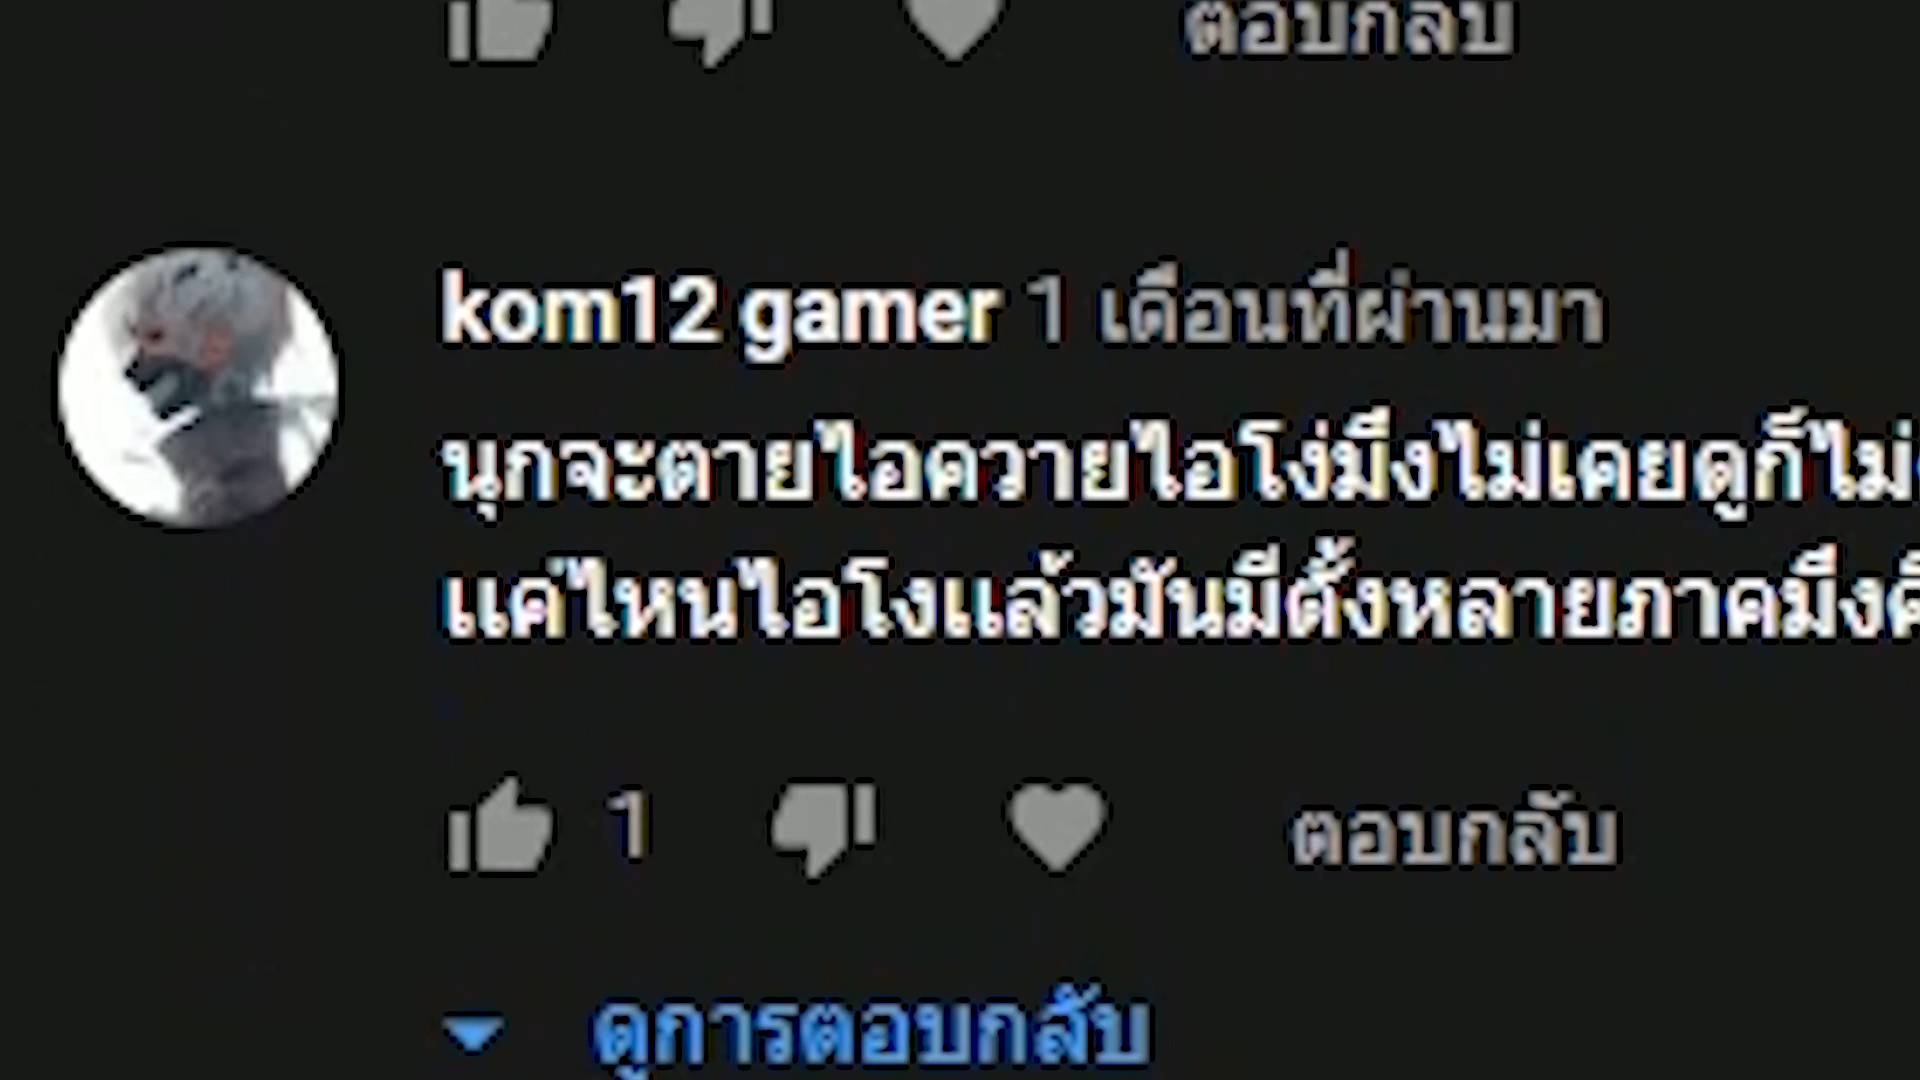 ตอบกลับ
kom12 gamer 1 เดือนที่ผ่านมา
นุกจะตายไอควายไอโง่มึงไม่เคยดูก็ไม่
แค่ไหนไอโงแล้วมันมีตั้งหลายภาคมึง
1 ตอบกลับ
ดูการตอบกลับ